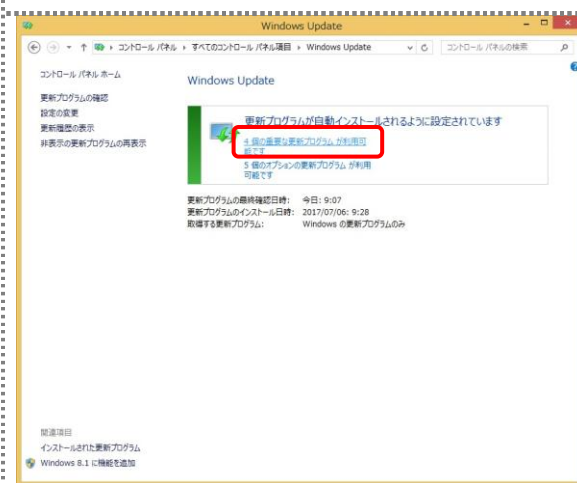 Windows Update
コントロール パネル ▸ すべてのコントロール パネル項目 ▸ Windows Update
コントロール パネルの検索
コントロール パネル ホーム
更新プログラムの確認
設定の変更
更新履歴の表示
非表示の更新プログラムの再表示
Windows Update
更新プログラムが自動インストールされるように設定されています
4 個の重要な更新プログラム が利用可
能です
5 個のオプションの更新プログラム が利用
可能です
更新プログラムの最終確認日時: 今日: 9:07
更新プログラムのインストール日時: 2017/07/06: 9:28
取得する更新プログラム: Windows の更新プログラムのみ
関連項目
インストールされた更新プログラム
Windows 8.1 に機能を追加